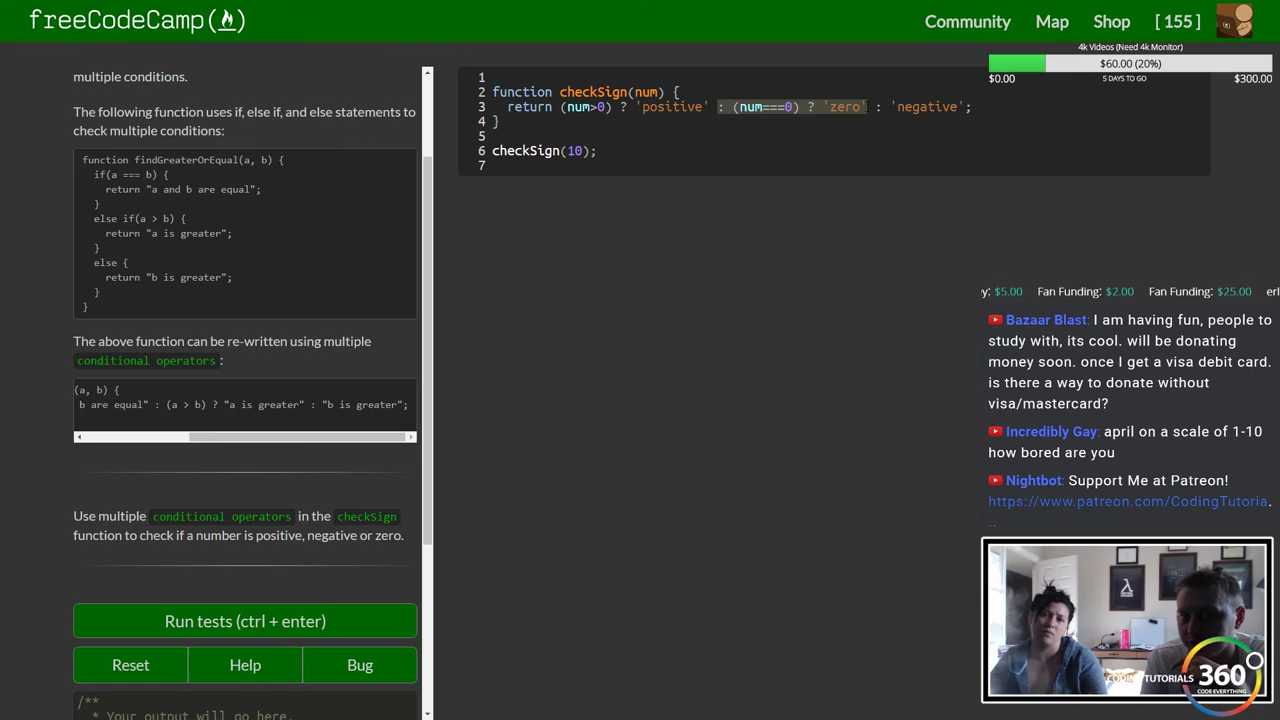 freeCodeCamp
Community
Map
Shop
[ 155 ]
multiple conditions.
The following function uses if, else if, and else statements to
check multiple conditions:
function findGreaterOrEqual(a, b) {
if(a === b) {
return "a and b are equal";
}
else if(a > b) {
return "a is greater";
}
else {
return "b is greater";
}
}
The above function can be re-written using multiple
conditional operators :
(a, b) {
b are equal" : (a > b) ? "a is greater" : "b is greater";
Use multiple conditional operators in the checkSign
function to check if a number is positive, negative or zero.
Run tests (ctrl + enter)
Reset
Help
Bug
/**
* Your output will go here.
1
2 function checkSign(num) {
3 return (num>0) ? 'positive' : (num===0) ? 'zero' : 'negative';
4 }
5
6 checkSign(10);
7
4k Videos (Need 4k Monitor)
$60.00 (20%)
$0.00
5 DAYS TO GO
$300.00
y: $5.00 Fan Funding: $2.00 Fan Funding: $25.00 erl
Bazaar Blast: I am having fun, people to
study with, its cool. will be donating
money soon. once I get a visa debit card.
is there a way to donate without
visa/mastercard?
Incredibly Gay: april on a scale of 1-10
how bored are you
Nightbot: Support Me at Patreon!
https://www.patreon.com/CodingTutoria.
CODING TUTORIALS 360
CODE EVERYTHING